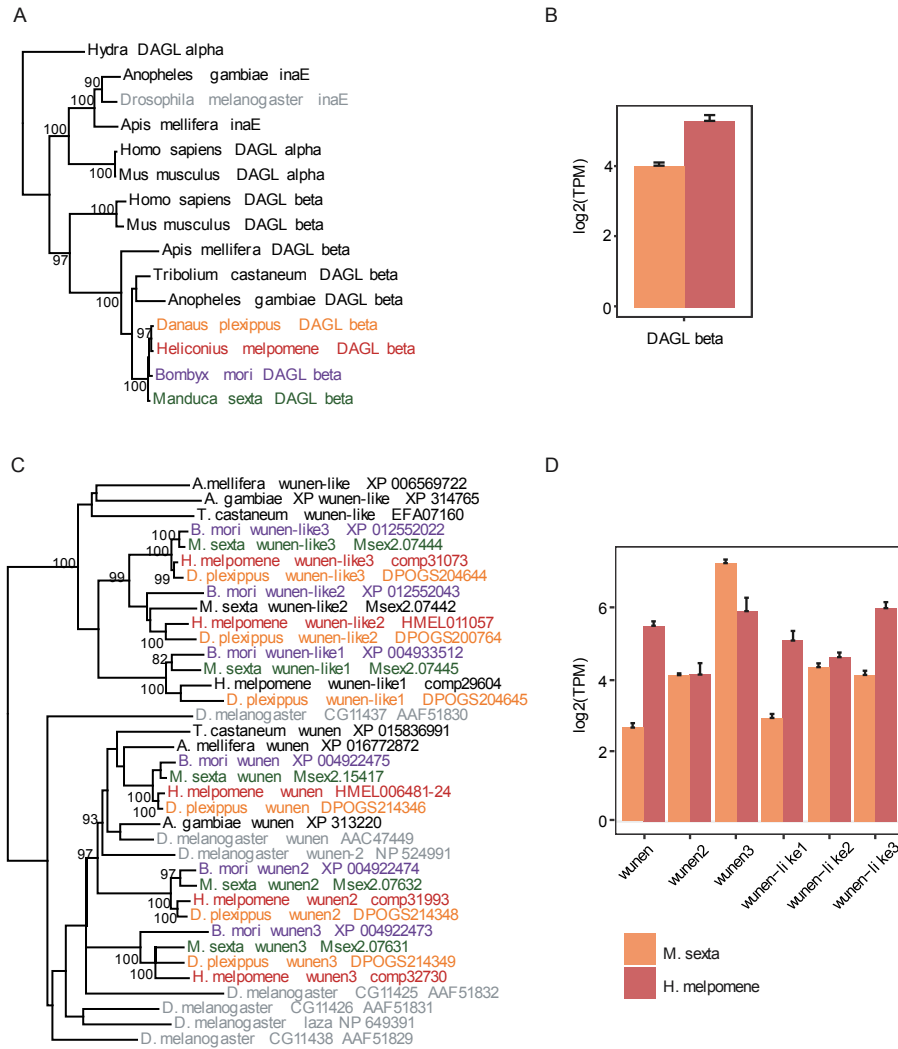 A
Hydra DAGL alpha
90
Anopheles gambiae inaE
100
Drosophila melanogaster inaE
Apis mellifera inaE
100
Homo sapiens DAGL alpha
100
Mus musculus DAGL alpha
Homo sapiens DAGL beta
100
Mus musculus DAGL beta
97
Apis mellifera DAGL beta
Tribolium castaneum DAGL beta
100
Anopheles gambiae DAGL beta
Danaus plexippus DAGL beta
97
Heliconius melpomene DAGL beta
Bombyx mori DAGL beta
100
Manduca sexta DAGL beta
B
log2(TPM)
4
2
0
DAGL beta
C
A.mellifera wunen-like XP 006569722
A. gambiae XP wunen-like XP 314765
T. castaneum wunen-like EFA07160
B. mori wunen-like3 XP 012552022
100
M. sexta wunen-like3 Msex2.07444
100
H. melpomene wunen-like3 comp31073
100
D. plexippus wunen-like3 DPOGS204644
99
99
B. mori wunen-like2 XP 012552043
M. sexta wunen-like2 Msex2.07442
H. melpomene wunen-like2 HMEL011057
D. plexippus wunen-like2 DPOGS200764
100
B. mori wunen-like1 XP 004933512
82
M. sexta wunen-like1 Msex2.07445
100
H. melpomene wunen-like1 comp29604
D. plexippus wunen-like1 DPOGS204645
D. melanogaster CG11437 AAF51830
T. castaneum wunen XP 015836991
A. mellifera wunen XP 016772872
B. mori wunen XP 004922475
M. sexta wunen Msex2.15417
H. melpomene wunen HMEL006481-24
100
D. plexippus wunen DPOGS214346
100
A. gambiae wunen XP 313220
93
D. melanogaster wunen AAC47449
D. melanogaster wunen-2 NP 524991
97
B. mori wunen2 XP 004922474
97
M. sexta wunen2 Msex2.07632
H. melpomene wunen2 comp31993
100
D. plexippus wunen2 DPOGS214348
100
B. mori wunen3 XP 004922473
M. sexta wunen3 Msex2.07631
100
D. plexippus wunen3 DPOGS214349
100
H. melpomene wunen3 comp32730
D. melanogaster CG11425 AAF51832
D. melanogaster CG11426 AAF51831
D. melanogaster laza NP 649391
D. melanogaster CG11438 AAF51829
D
log2(TPM)
6
4
2
0
wunen
wunen2
wunen3
wunen-li ke1
wunen-li ke2
wunen-li ke3
M. sexta
H. melpomene